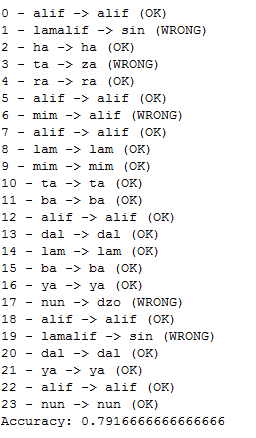 0 - alif -> alif (OK)
1 - lamalif -> sin (WRONG)
2 - ha -> ha (OK)
3 - ta -> za (WRONG)
4 - ra -> ra (OK)
5 - alif -> alif (OK)
6 - mim -> alif (WRONG)
7 - alif -> alif (OK)
8 - lam -> lam (OK)
9 - mim -> mim (OK)
10 - ta -> ta (OK)
11 - ba -> ba (OK)
12 - alif -> alif (OK)
13 - dal -> dal (OK)
14 - lam -> lam (OK)
15 - ba -> ba (OK)
16 - ya -> ya (OK)
17 - nun -> dzo (WRONG)
18 - alif -> alif (OK)
19 - lamalif -> sin (WRONG)
20 - dal -> dal (OK)
21 - ya -> ya (OK)
22 - alif -> alif (OK)
23 - nun -> nun (OK)
Accuracy: 0.7916666666666666